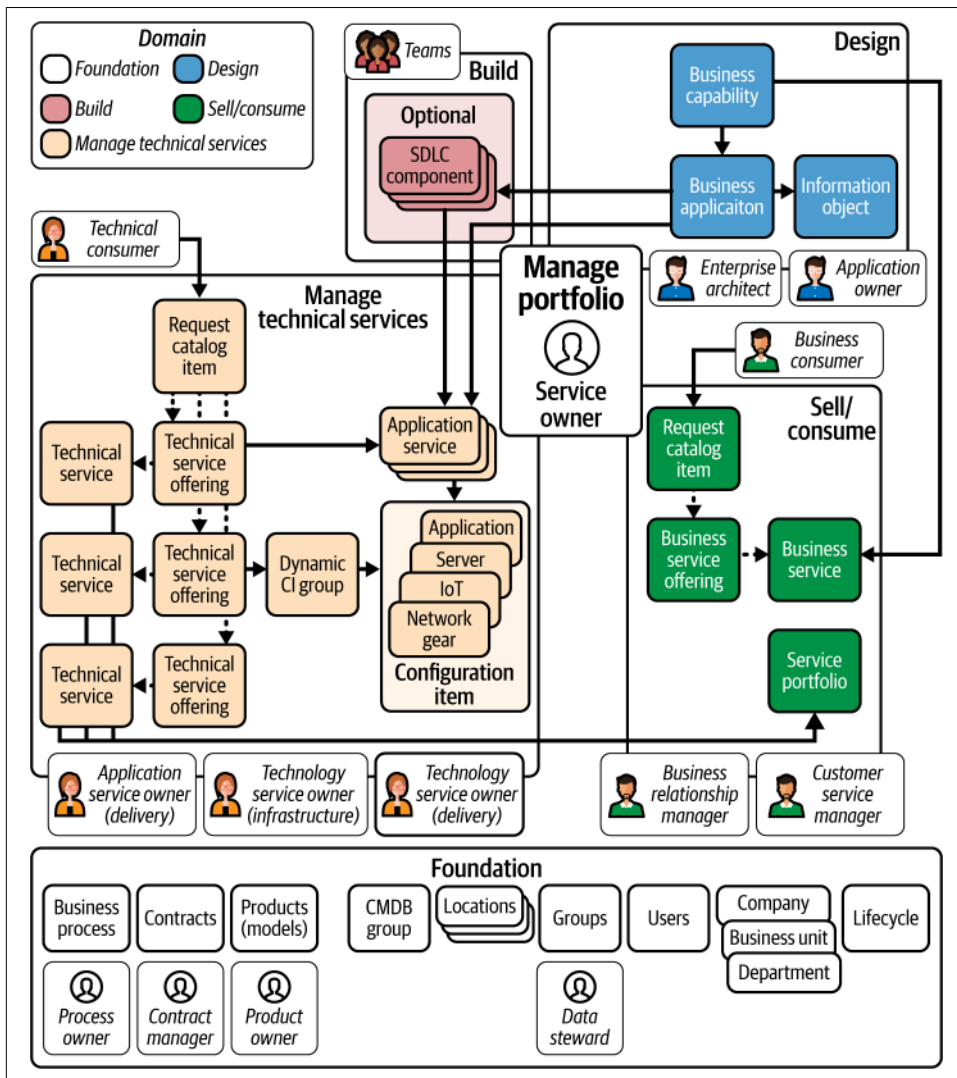 Domain
Foundation
Design
Build
Sell/consume
Manage technical services
Teams
Build
Optional
SDLC
component
Design
Business
capability
Business
applicaiton
Information
object
Enterprise
architect
Application
owner
Manage
portfolio
Service
owner
Technical
consumer
Manage
technical services
Request
catalog
item
Technical
service
Technical
service
offering
Application
service
Technical
service
Technical
service
offering
Dynamic
CI group
Application
Server
IoT
Network
gear
Configuration
item
Technical
service
Technical
service
offering
Application
service owner
(delivery)
Technology
service owner
(infrastructure)
Technology
service owner
(delivery)
Business
consumer
Sell/
consume
Request
catalog
item
Business
service
offering
Business
service
Service
portfolio
Business
relationship
manager
Customer
service
manager
Foundation
Business
process
Contracts
Products
(models)
CMDB
group
Locations
Groups
Users
Company
Business unit
Department
Lifecycle
Process
owner
Contract
manager
Product
owner
Data
steward